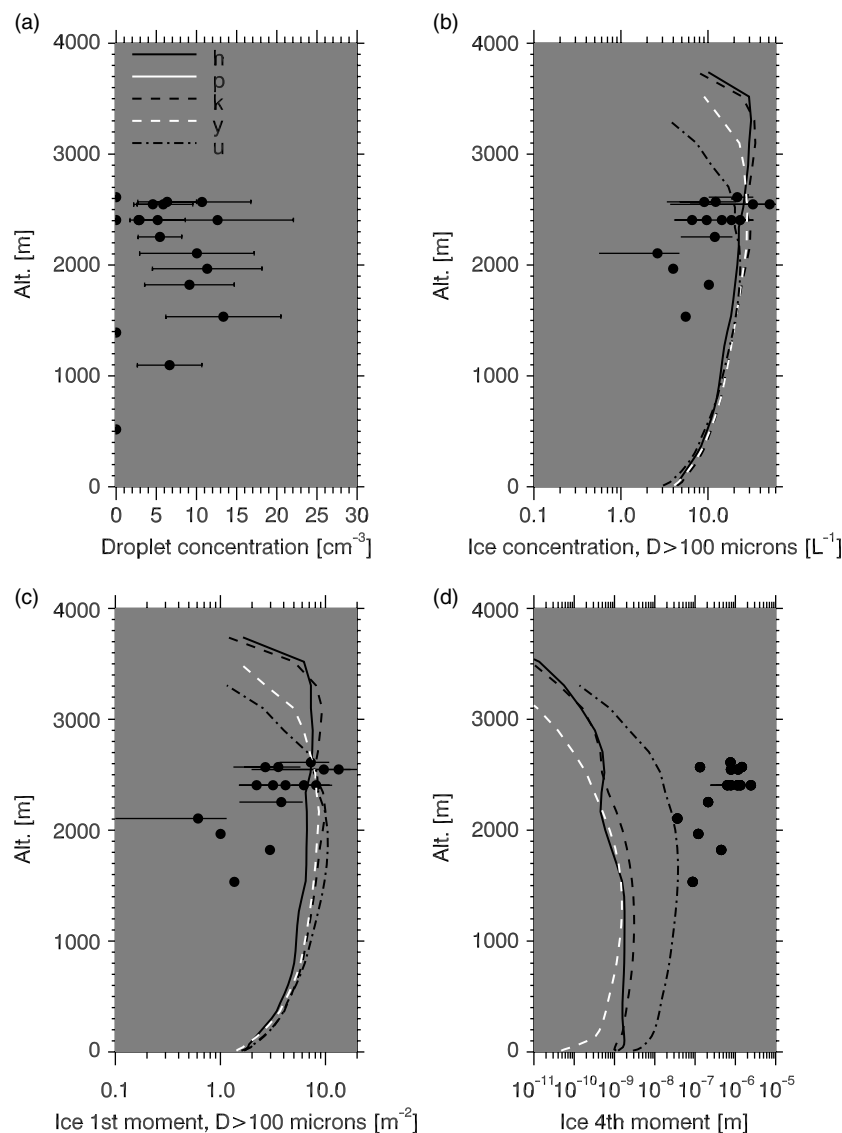 (a)
4000
3000
2000
1000
0
Alt. [m]
h
p
k
y
u
0 5 10 15 20 25 30
Droplet concentration [cm⁻³]
(b)
4000
3000
2000
1000
0
Alt. [m]
0.1 1.0 10.0
Ice concentration, D>100 microns [L⁻¹]
(c)
4000
3000
2000
1000
0
Alt. [m]
0.1 1.0 10.0
Ice 1st moment, D>100 microns [m⁻²]
(d)
4000
3000
2000
1000
0
Alt. [m]
10⁻¹¹ 10⁻¹⁰ 10⁻⁹ 10⁻⁸ 10⁻⁷ 10⁻⁶ 10⁻⁵
Ice 4th moment [m]